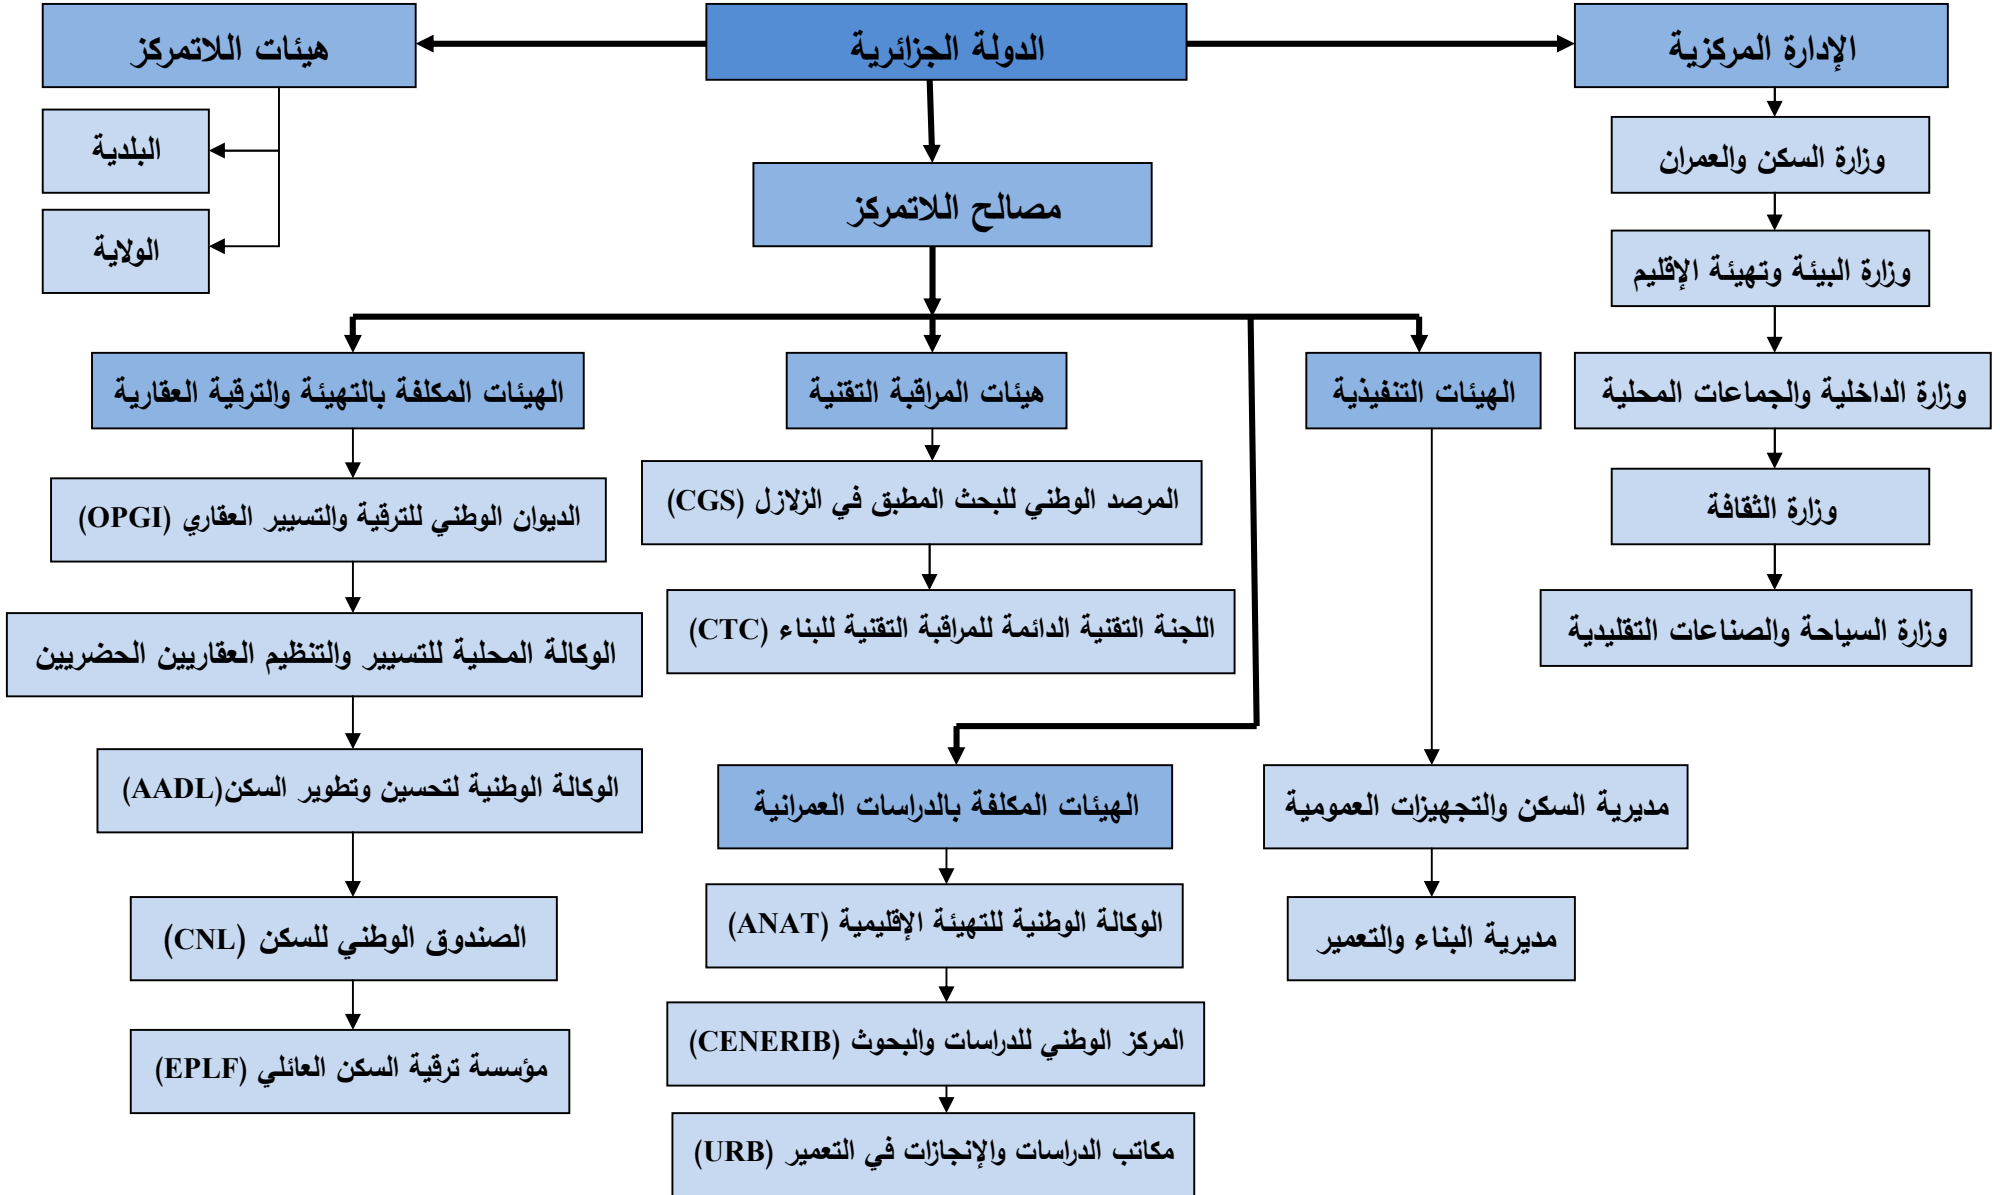 الدولة الجزائرية
الإدارة المركزية
وزارة السكن والعمران
وزارة البيئة وتهيئة الإقليم
وزارة الداخلية والجماعات المحلية
وزارة الثقافة
وزارة السياحة والصناعات التقليدية
هيئات اللاتمركز
البلدية
الولاية
مصالح اللاتمركز
الهيئات التنفيذية
مديرية السكن والتجهيزات العمومية
مديرية البناء والتعمير
هيئات المراقبة التقنية
المرصد الوطني للبحث المطبق في الزلازل (CGS)
اللجنة التقنية الدائمة للمراقبة التقنية للبناء (CTC)
الهيئات المكلفة بالدراسات العمرانية
الوكالة الوطنية للتهيئة الإقليمية (ANAT)
المركز الوطني للدراسات والبحوث (CENERIB)
مكاتب الدراسات والإنجازات في التعمير (URB)
الهيئات المكلفة بالتهيئة والترقية العقارية
الديوان الوطني للترقية والتسيير العقاري (OPGI)
الوكالة المحلية للتسيير والتنظيم العقاريين الحضريين
الوكالة الوطنية لتحسين وتطوير السكن(AADL)
الصندوق الوطني للسكن (CNL)
مؤسسة ترقية السكن العائلي (EPLF)